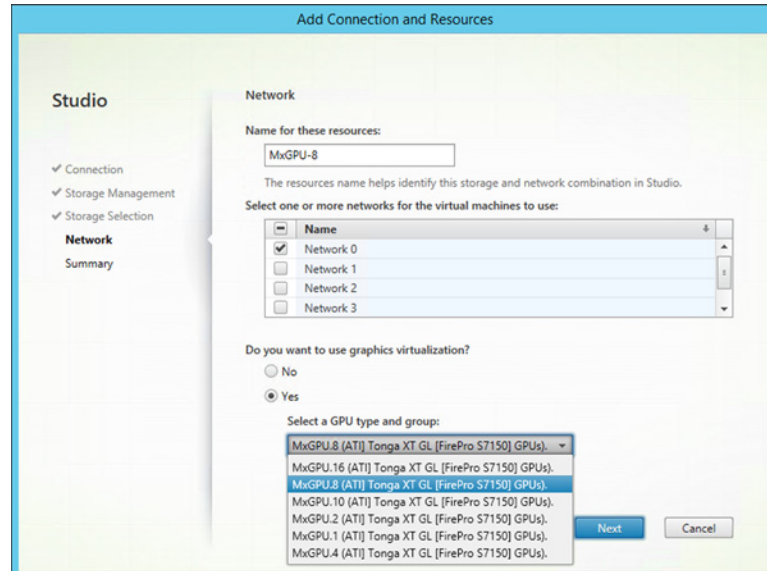 Add Connection and Resources
Studio
✔ Connection
✔ Storage Management
✔ Storage Selection
Network
Summary
Network
Name for these resources:
MxGPU-8
The resources name helps identify this storage and network combination in Studio.
Select one or more networks for the virtual machines to use:
Name
Network 0
Network 1
Network 2
Network 3
Do you want to use graphics virtualization?
No
Yes
Select a GPU type and group:
MxGPU.8 (ATI] Tonga XT GL [FirePro S7150] GPUs).
MxGPU.16 (ATI] Tonga XT GL [FirePro S7150] GPUs).
MxGPU.8 (ATI] Tonga XT GL [FirePro S7150] GPUs).
MxGPU.10 (ATI] Tonga XT GL [FirePro S7150] GPUs).
MxGPU.2 (ATI] Tonga XT GL [FirePro S7150] GPUs).
MxGPU.1 (ATI] Tonga XT GL [FirePro S7150] GPUs).
MxGPU.4 (ATI] Tonga XT GL [FirePro S7150] GPUs).
Next
Cancel